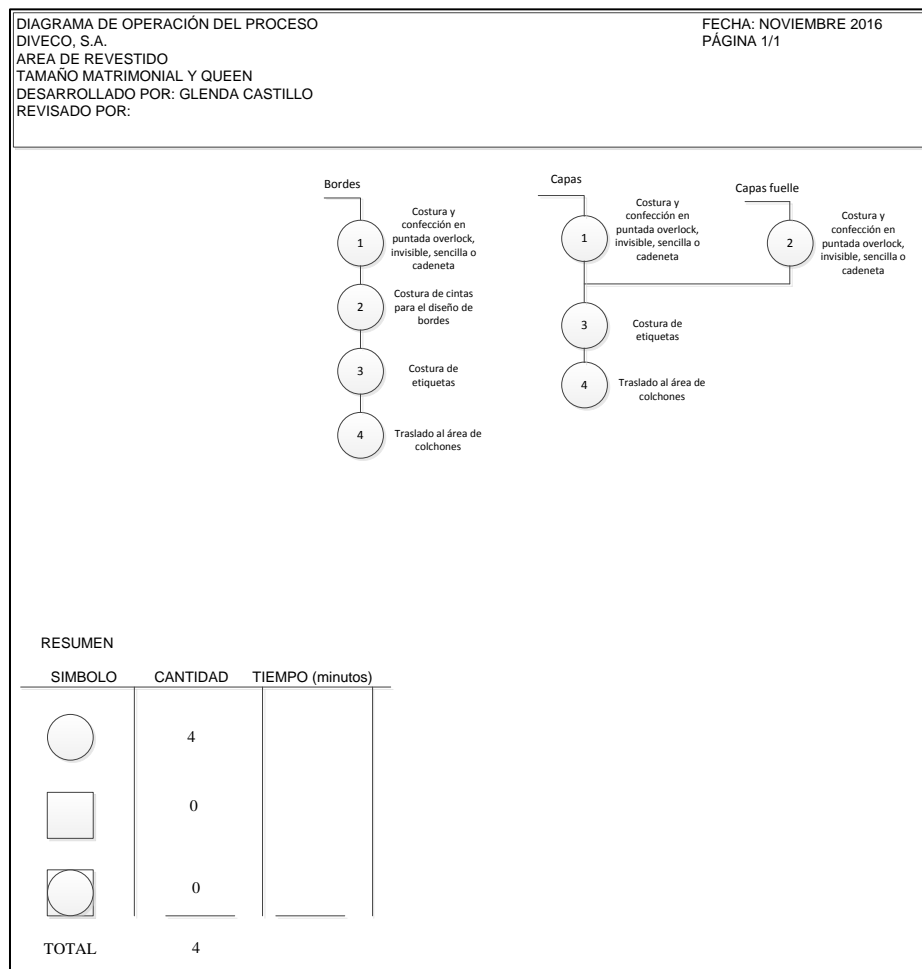 DIAGRAMA DE OPERACIÓN DEL PROCESO
DIVECO, S.A.
AREA DE REVESTIDO
TAMAÑO MATRIMONIAL Y QUEEN
DESARROLLADO POR: GLENDA CASTILLO
REVISADO POR:
FECHA: NOVIEMBRE 2016
PÁGINA 1/1
Bordes
1
Costura y
confección en
puntada overlock,
invisible, sencilla o
cadeneta
2
Costura de cintas
para el diseño de
bordes
3
Costura de
etiquetas
4
Traslado al área de
colchones
Capas
1
Costura y
confección en
puntada overlock,
invisible, sencilla o
cadeneta
Capas fuelle
2
Costura y
confección en
puntada overlock,
invisible, sencilla o
cadeneta
3
Costura de
etiquetas
4
Traslado al área de
colchones
RESUMEN
SIMBOLO CANTIDAD TIEMPO (minutos)
4
0
0
TOTAL 4